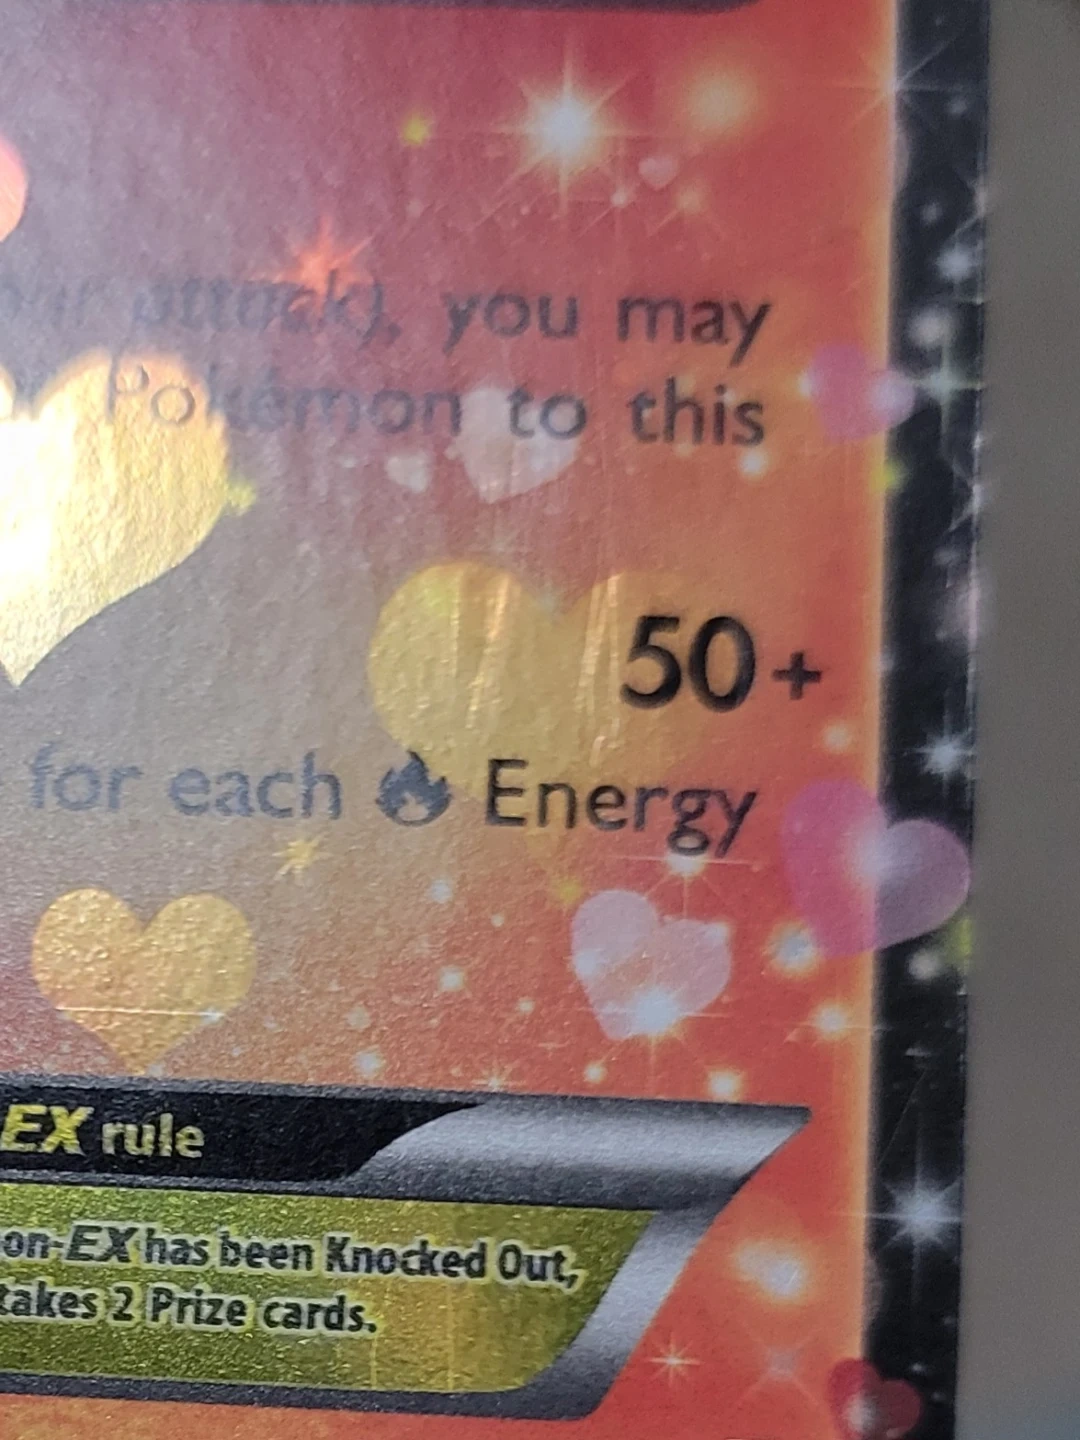 attack), you may
Pokémon to this
50+
for each Energy
EX rule
on-EX has been Knocked Out,
takes 2 Prize cards.